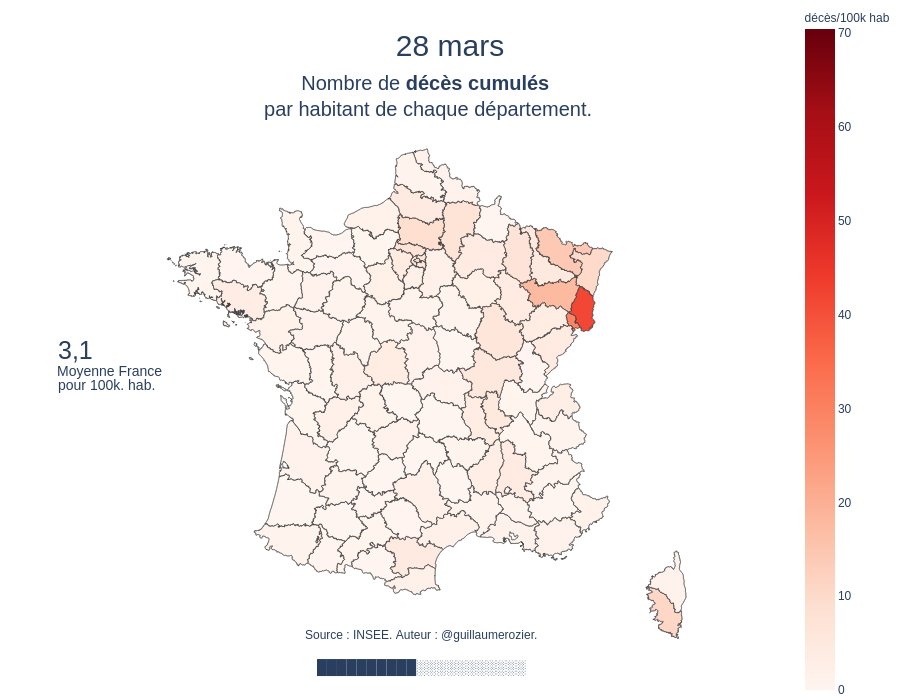 décès/100k hab
28 mars
Nombre de décès cumulés
par habitant de chaque département.
70
60
50
40
30
20
10
0
3,1
Moyenne France
pour 100k. hab.
Source : INSEE. Auteur : @guillaumerozier.